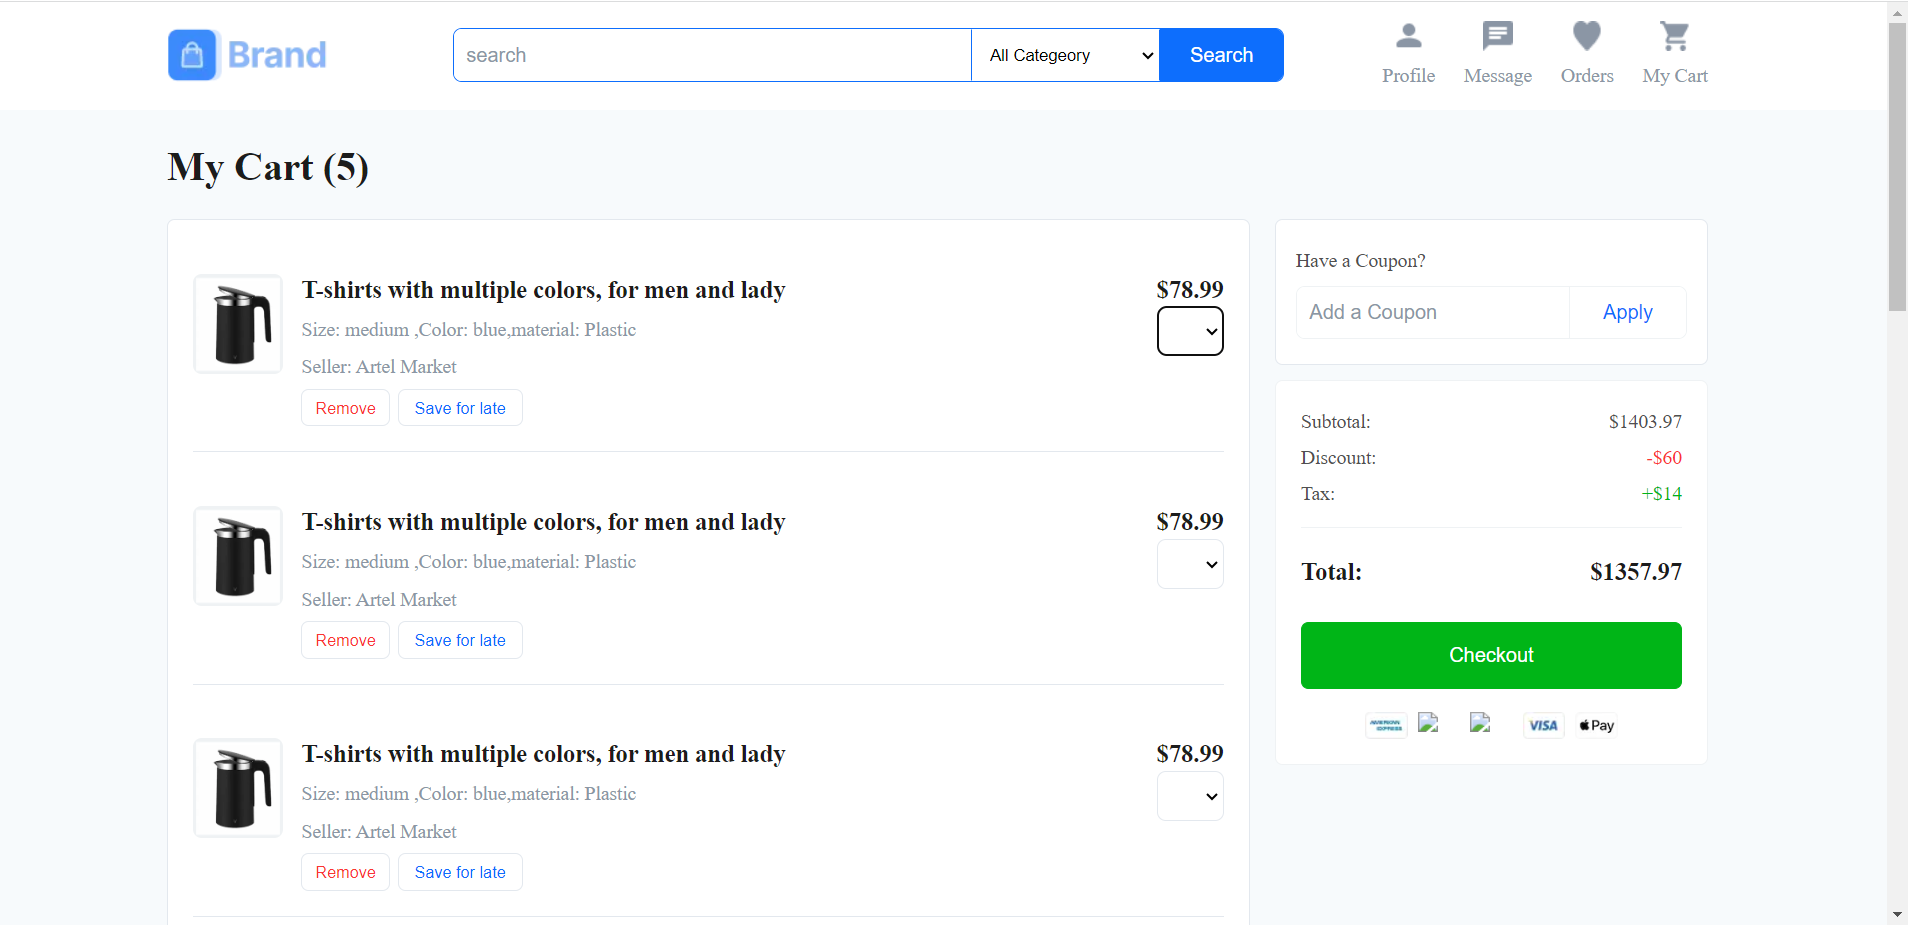 Brand
search
All Categeory
Search
Profile
Message
Orders
My Cart
My Cart (5)
T-shirts with multiple colors, for men and lady
$78.99
Size: medium ,Color: blue,material: Plastic
Seller: Artel Market
Remove
Save for late
T-shirts with multiple colors, for men and lady
$78.99
Size: medium ,Color: blue,material: Plastic
Seller: Artel Market
Remove
Save for late
T-shirts with multiple colors, for men and lady
$78.99
Size: medium ,Color: blue,material: Plastic
Seller: Artel Market
Remove
Save for late
Have a Coupon?
Add a Coupon
Apply
Subtotal: $1403.97
Discount: -$60
Tax: +$14
Total: $1357.97
Checkout
AMERICAN
EXPRESS
VISA
Pay